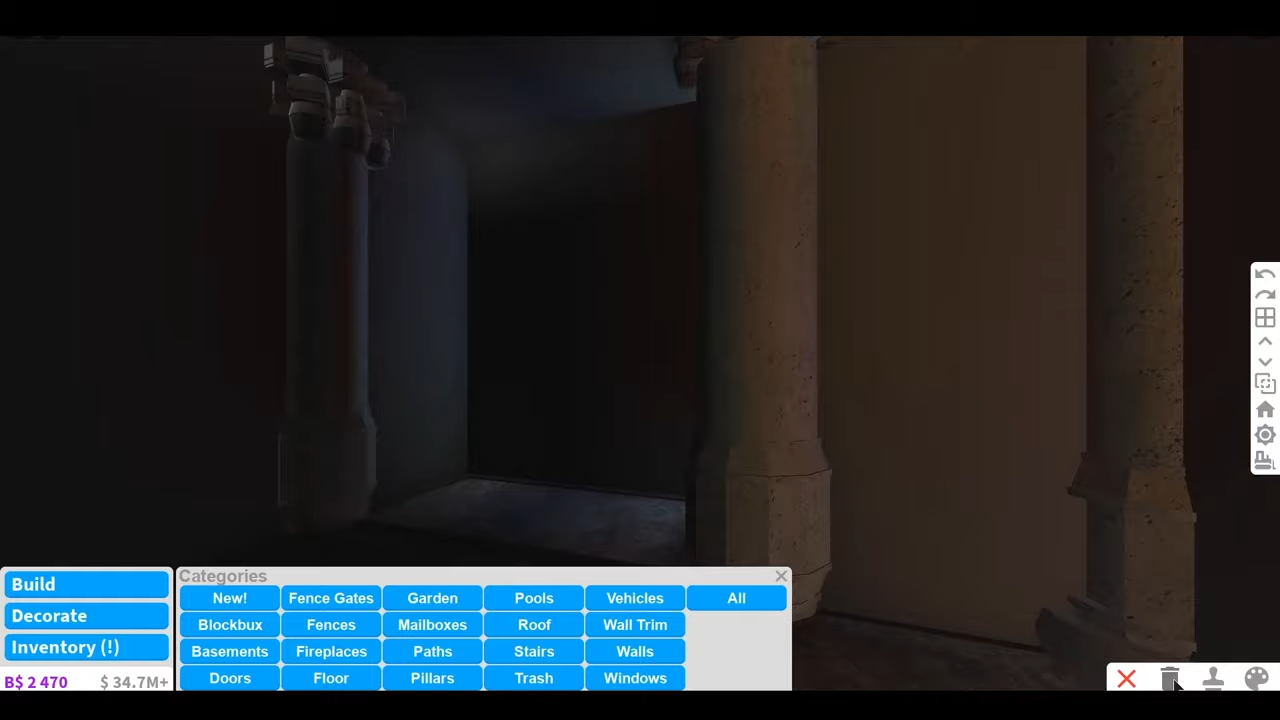 Build
Decorate
Inventory (!)
B$ 2 470 $ 34.7M+
Categories
New! Fence Gates Garden Pools Vehicles All
Blockbux Fences Mailboxes Roof Wall Trim
Basements Fireplaces Paths Stairs Walls
Doors Floor Pillars Trash Windows